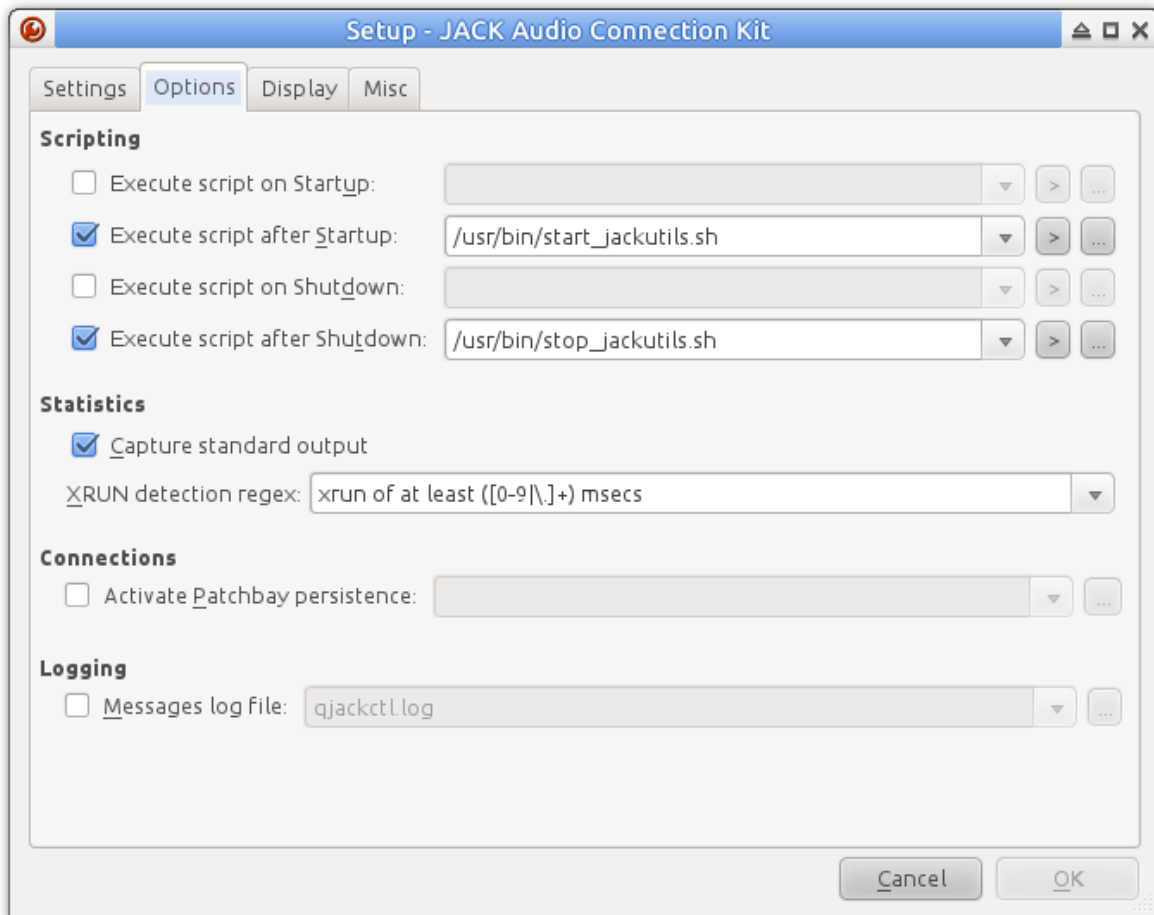 Setup - JACK Audio Connection Kit
Settings Options Display Misc
Scripting
Execute script on Startup: > ...
Execute script after Startup: /usr/bin/start_jackutils.sh > ...
Execute script on Shutdown: > ...
Execute script after Shutdown: /usr/bin/stop_jackutils.sh > ...
Statistics
Capture standard output
XRUN detection regex: xrun of at least ([0-9|\.]+) msecs
Connections
Activate Patchbay persistence: ...
Logging
Messages log file: qjackctl.log ...
Cancel OK